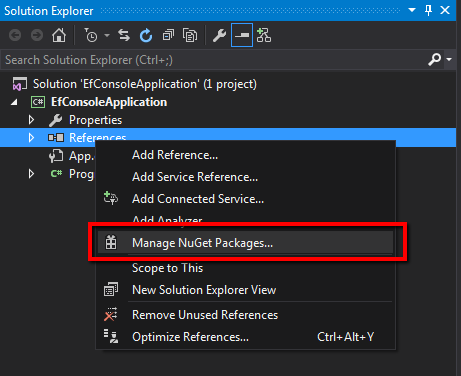 Solution Explorer
Search Solution Explorer (Ctrl+;)
Solution 'EfConsoleApplication' (1 project)
C# EfConsoleApplication
Properties
References
App.
C# Prog
Add Reference...
Add Service Reference...
Add Connected Service...
Add Analyzer
Manage NuGet Packages...
Scope to This
New Solution Explorer View
Remove Unused References
Optimize References... Ctrl+Alt+Y